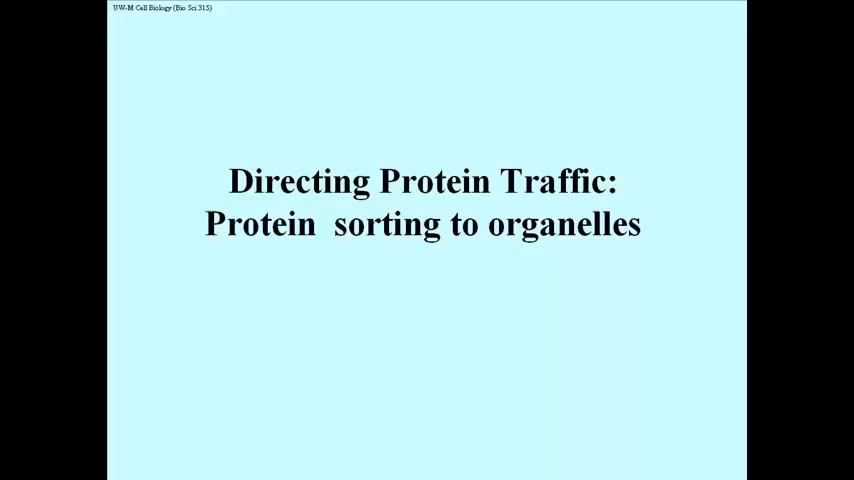 UW-M Cell Biology (Bio Sci 315)
Directing Protein Traffic:
Protein  sorting to organelles